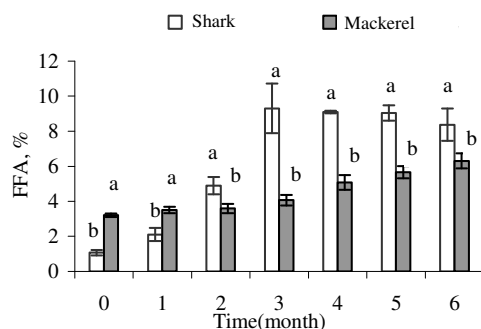 Shark Mackerel
12
10
8
6
4
2
0
FFA, %
b a
b a
a b
a b
a b
a b
a b
0 1 2 3 4 5 6
Time(month)